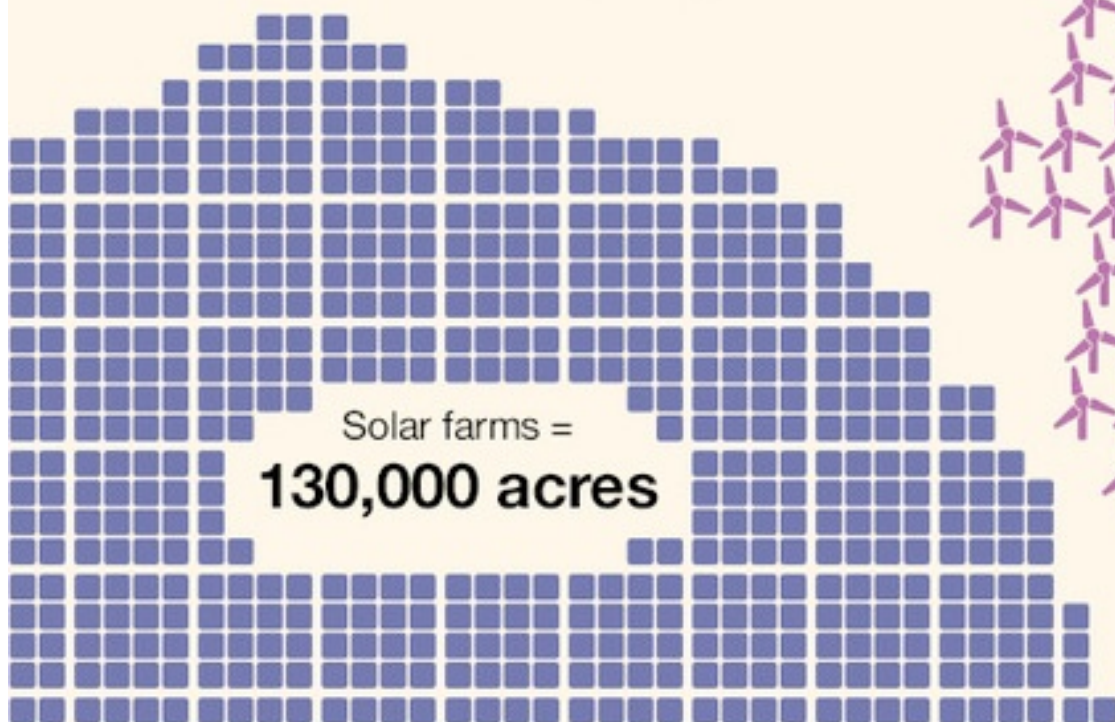 Solar farms =
130,000 acres